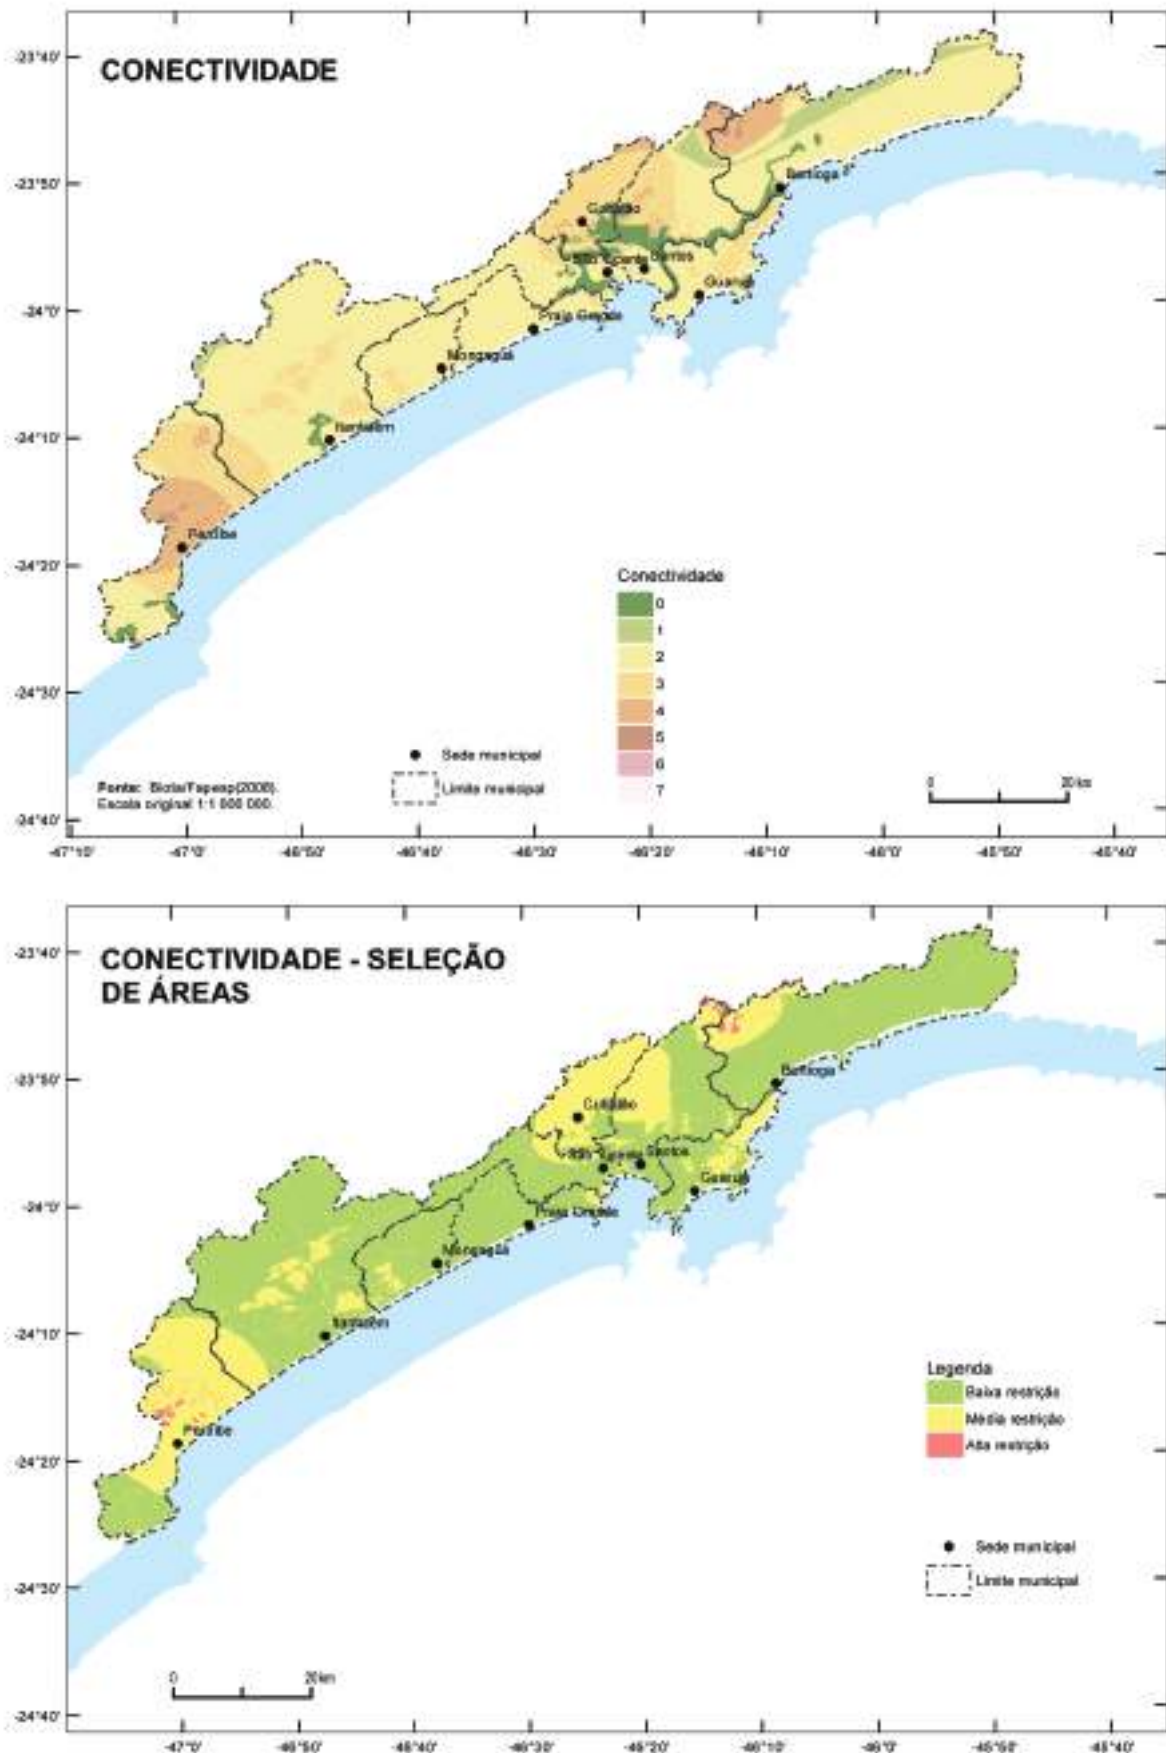 CONECTIVIDADE
-23°40'
-23°50'
-24°0'
-24°10'
-24°20'
-24°30'
-24°40'
Bertioga
Cubatão
São Vicente
Santos
Guarujá
Praia Grande
Mongaguá
Itanhaém
Peruíbe
Conectividade
0
1
2
3
4
5
6
7
Sede municipal
Limite municipal
Fonte: Biota/Fapesp(2008).
Escala original 1:1 000 000.
0 20 km
-47°10' -47°0' -46°50' -46°40' -46°30' -46°20' -46°10' -46°0' -45°50' -45°40'
CONECTIVIDADE - SELEÇÃO
DE ÁREAS
-23°40'
-23°50'
-24°0'
-24°10'
-24°20'
-24°30'
-24°40'
Bertioga
Cubatão
São Vicente
Santos
Guarujá
Praia Grande
Mongaguá
Itanhaém
Peruíbe
Legenda
Baixa restrição
Média restrição
Alta restrição
Sede municipal
Limite municipal
0 20km
-47°0' -46°50' -46°40' -46°30' -46°20' -46°10' -46°0' -45°50' -45°40'